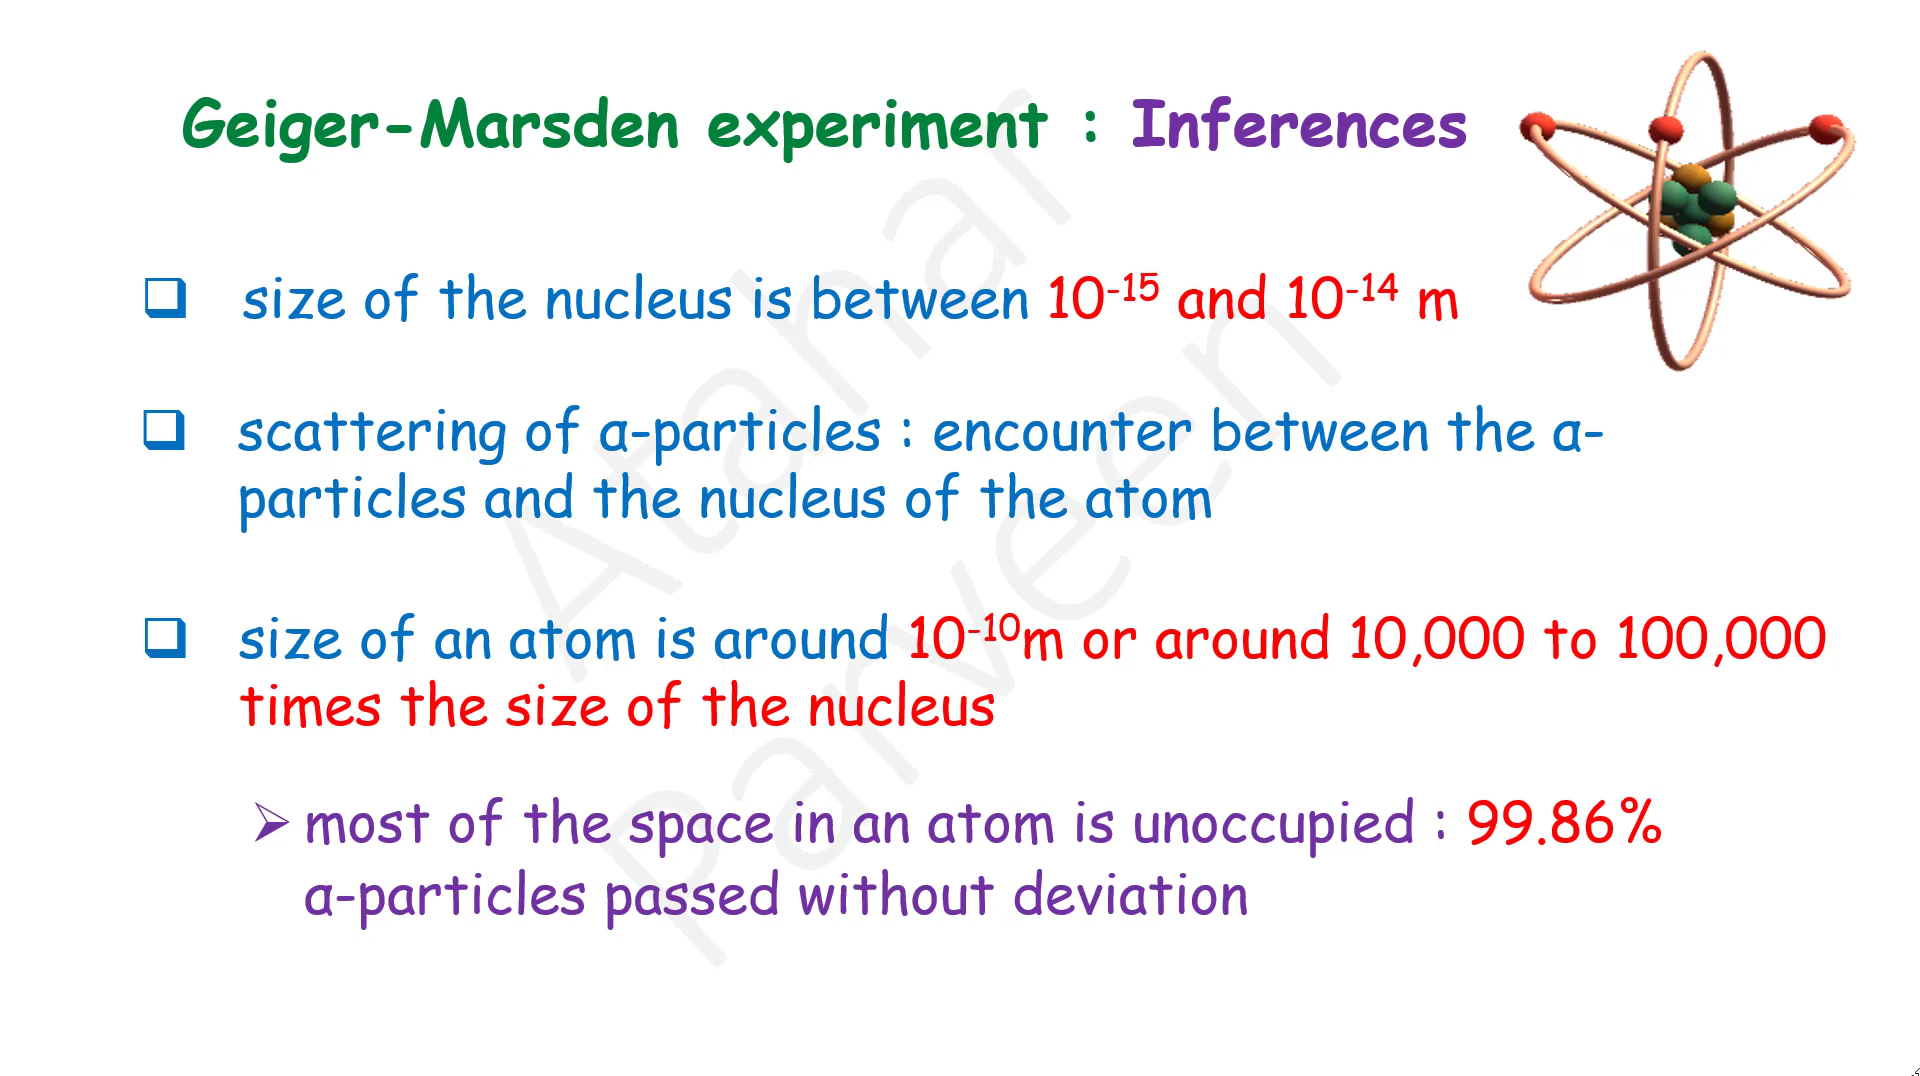 Geiger-Marsden experiment : Inferences
size of the nucleus is between 10⁻¹⁵ and 10⁻¹⁴ m
scattering of α-particles : encounter between the α-
particles and the nucleus of the atom
size of an atom is around 10⁻¹⁰m or around 10,000 to 100,000
times the size of the nucleus
most of the space in an atom is unoccupied : 99.86%
α-particles passed without deviation
Atahar
Parveen